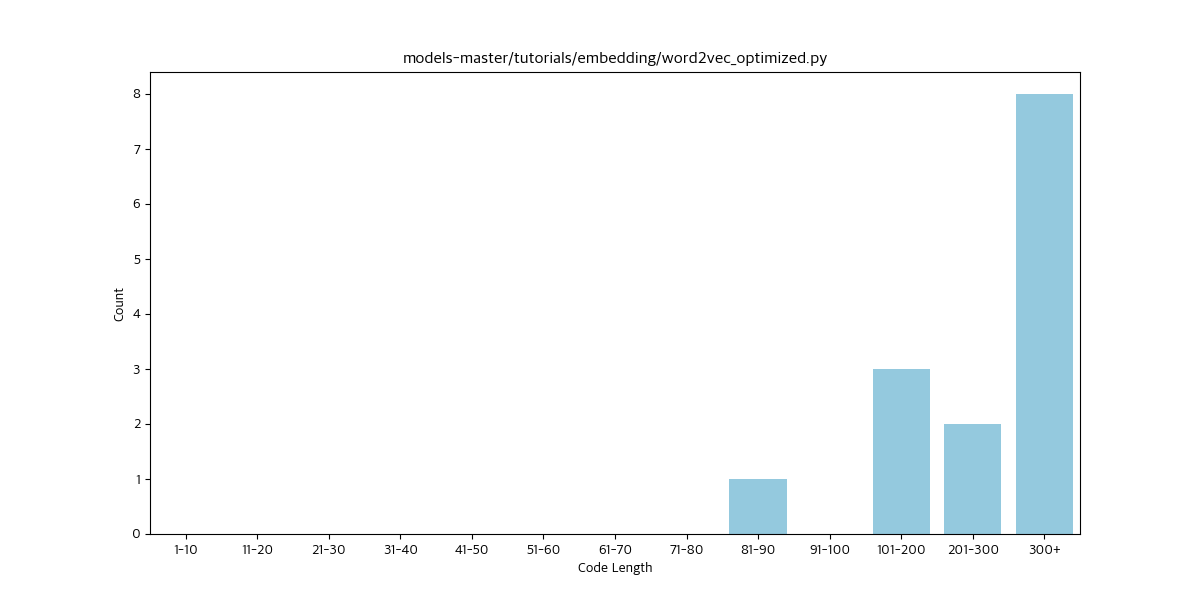 models-master/tutorials/embedding/word2vec_optimized.py
Count
8
7
6
5
4
3
2
1
0
1-10 11-20 21-30 31-40 41-50 51-60 61-70 71-80 81-90 91-100 101-200 201-300 300+
Code Length